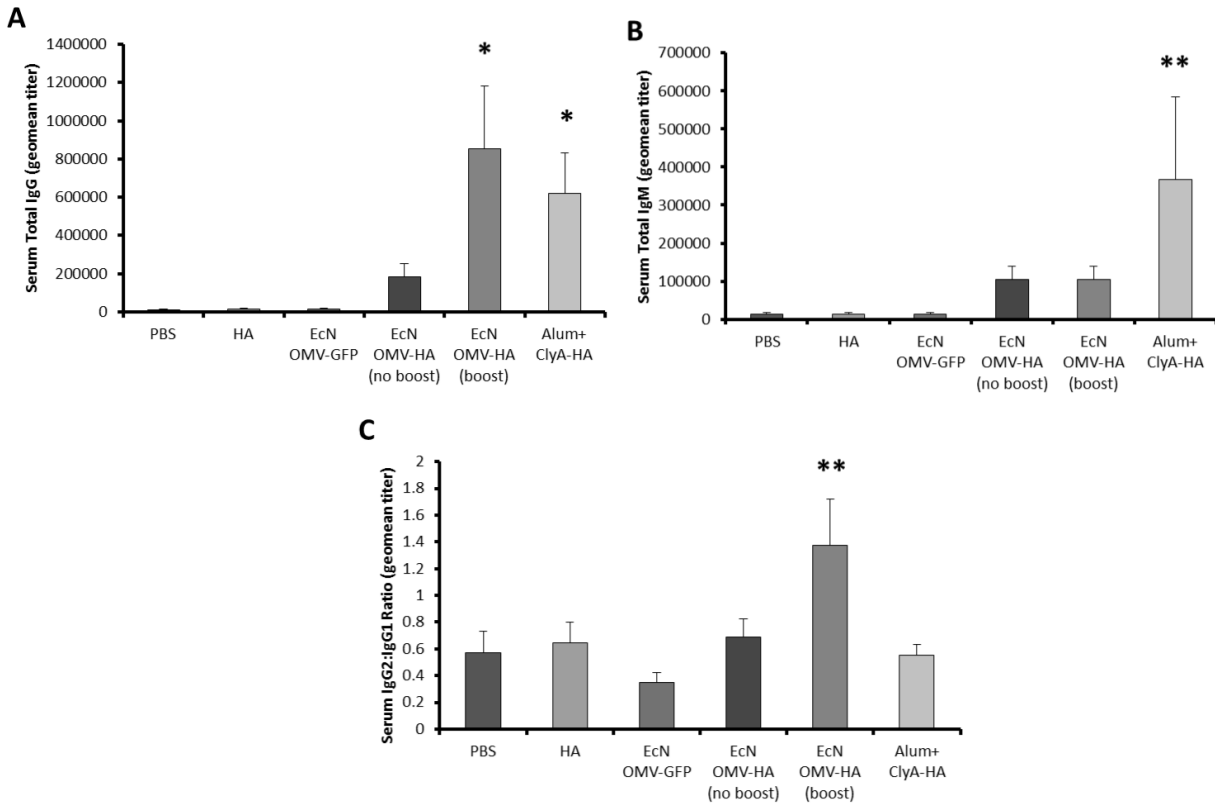 A
Serum Total IgG (geomean titer)
1400000
1200000
1000000
800000
600000
400000
200000
0
*
*
PBS
HA
EcN
OMV-GFP
EcN
OMV-HA
(no boost)
EcN
OMV-HA
(boost)
Alum+
ClyA-HA
B
Serum Total IgM (geomean titer)
700000
600000
500000
400000
300000
200000
100000
0
**
PBS
HA
EcN
OMV-GFP
EcN
OMV-HA
(no boost)
EcN
OMV-HA
(boost)
Alum+
ClyA-HA
C
Serum IgG2:IgG1 Ratio (geomean titer)
2
1.8
1.6
1.4
1.2
1
0.8
0.6
0.4
0.2
0
**
PBS
HA
EcN
OMV-GFP
EcN
OMV-HA
(no boost)
EcN
OMV-HA
(boost)
Alum+
ClyA-HA